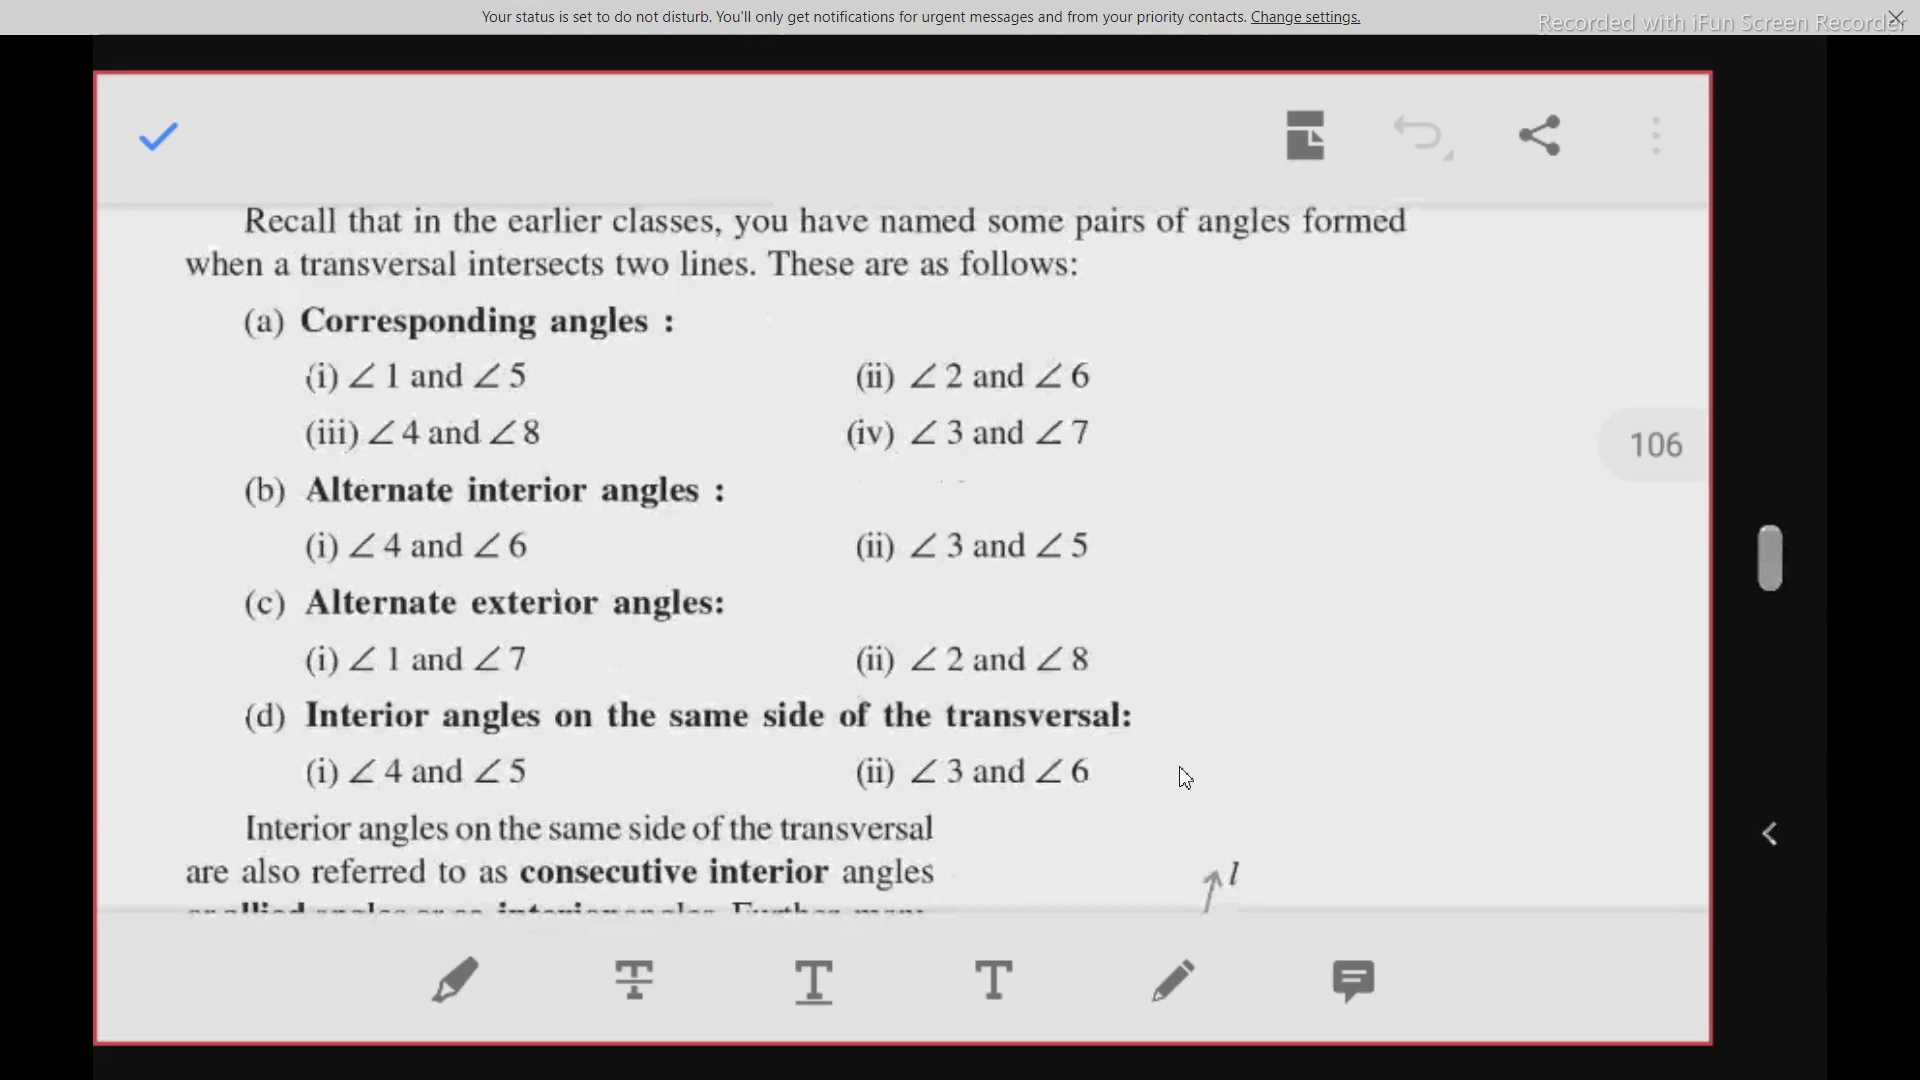 Your status is set to do not disturb. You'll only get notifications for urgent messages and from your priority contacts. Change settings.
Recorded with iFun Screen Recorder
Recall that in the earlier classes, you have named some pairs of angles formed
when a transversal intersects two lines. These are as follows:
(a) Corresponding angles :
(i) ∠ 1 and ∠ 5 (ii) ∠ 2 and ∠ 6
(iii) ∠ 4 and ∠ 8 (iv) ∠ 3 and ∠ 7
106
(b) Alternate interior angles :
(i) ∠ 4 and ∠ 6 (ii) ∠ 3 and ∠ 5
(c) Alternate exterior angles:
(i) ∠ 1 and ∠ 7 (ii) ∠ 2 and ∠ 8
(d) Interior angles on the same side of the transversal:
(i) ∠ 4 and ∠ 5 (ii) ∠ 3 and ∠ 6
Interior angles on the same side of the transversal
are also referred to as consecutive interior angles
l